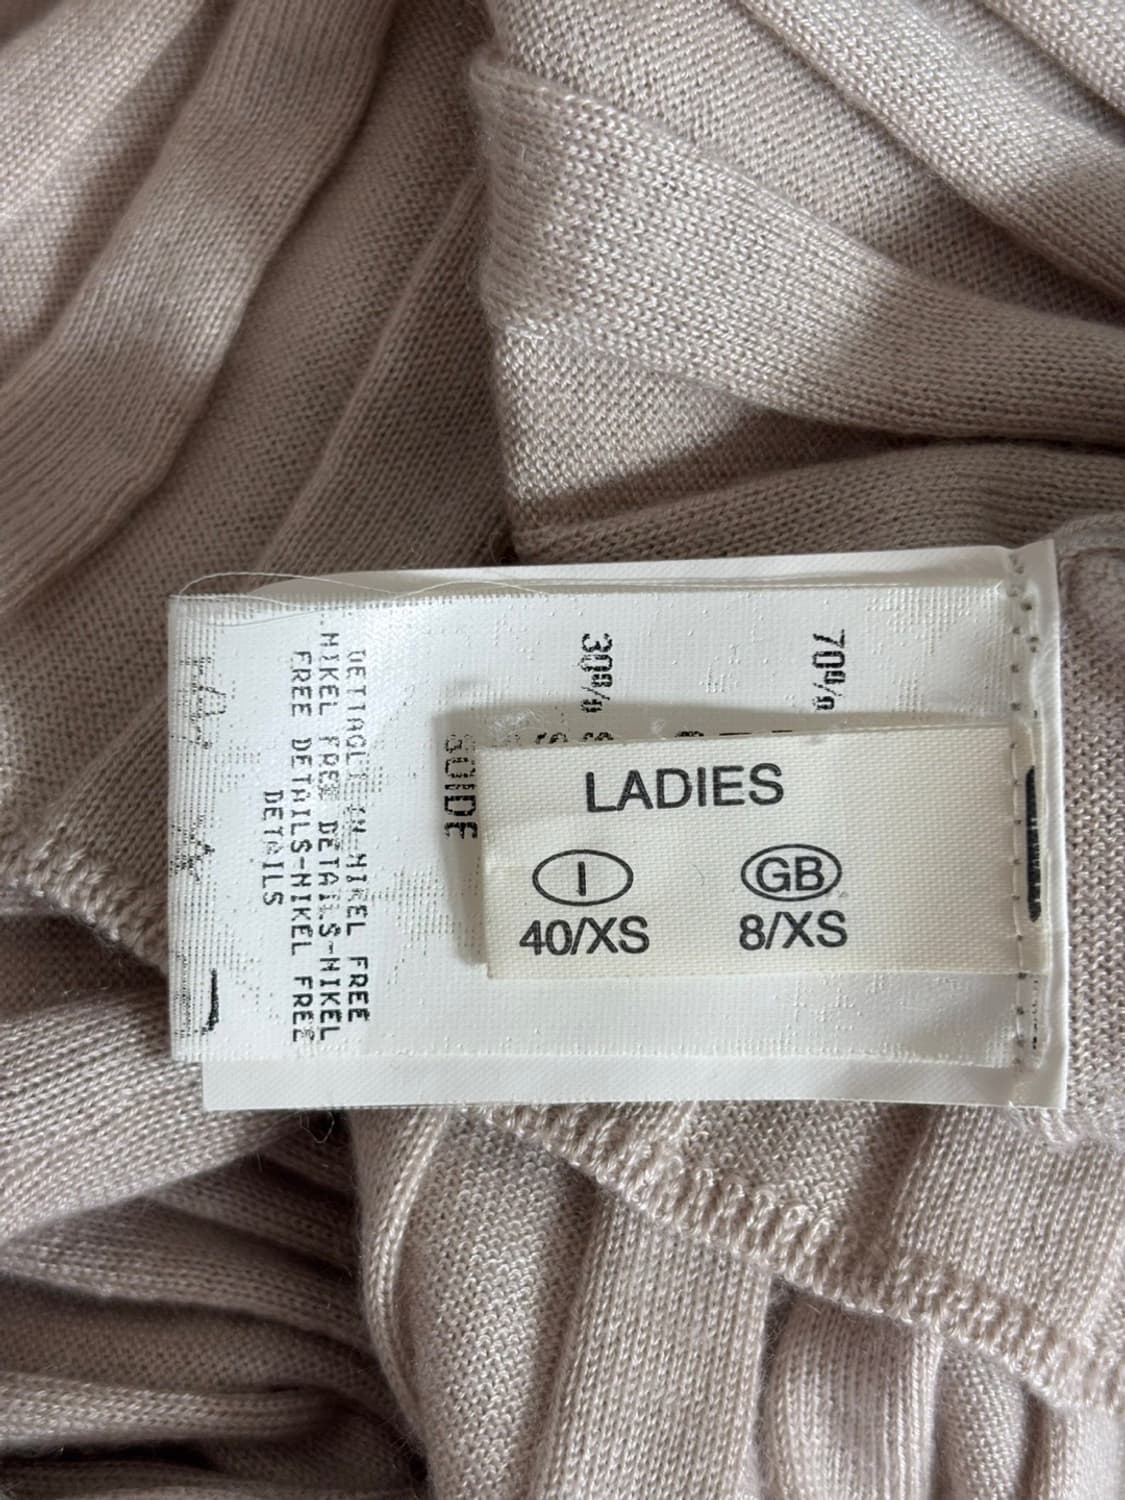 LADIES
I GB
40/XS 8/XS
70%
30%
GUIDE
DETTAGLI IN NIKEL FREE
NIKEL FREE DETAILS-NIKEL
FREE DETAILS-NIKEL FREE
DETAILS